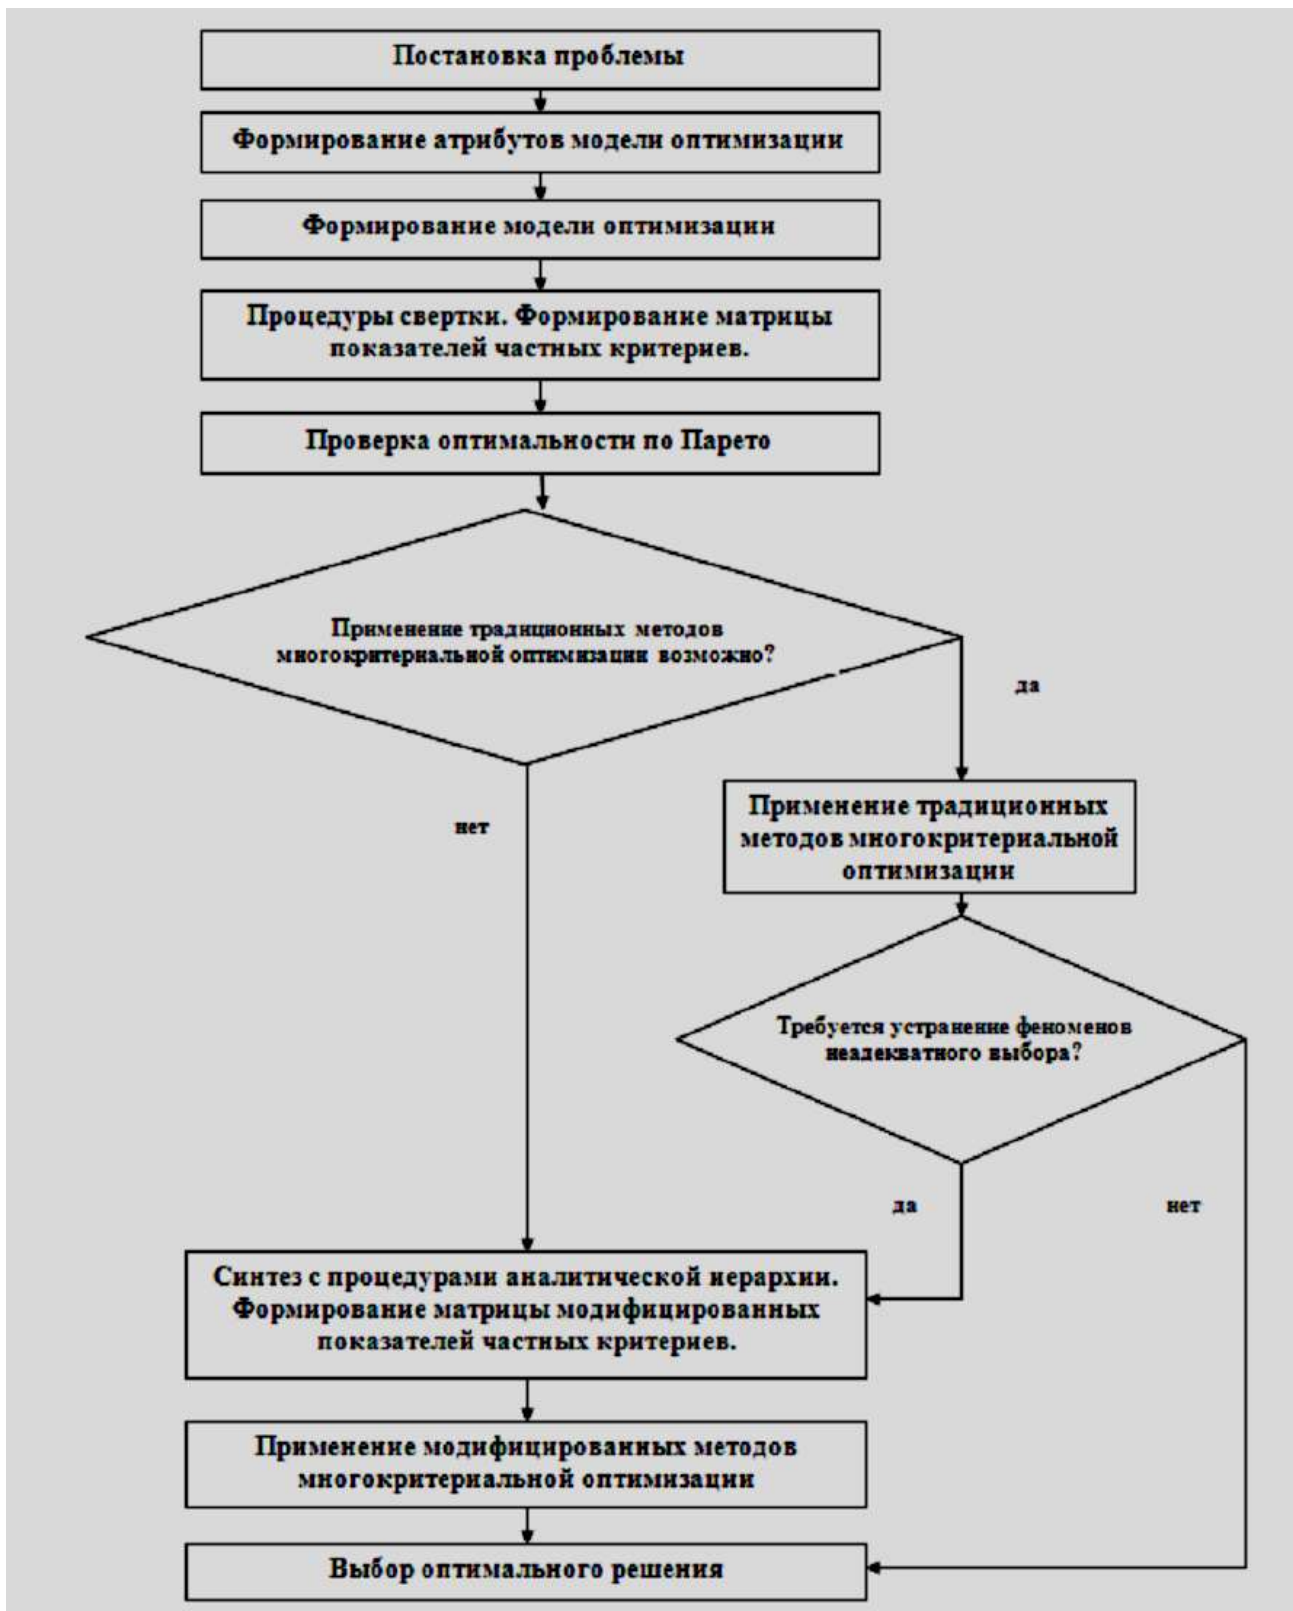 Постановка проблемы
Формирование атрибутов модели оптимизации
Формирование модели оптимизации
Процедуры свертки. Формирование матрицы
показателей частных критериев.
Проверка оптимальности по Парето
Применение традиционных методов
многокритериальной оптимизации возможно?
да
нет
Применение традиционных
методов многокритериальной
оптимизации
Требуется устранение феноменов
неадекватного выбора?
да
нет
Синтез с процедурами аналитической иерархии.
Формирование матрицы модифицированных
показателей частных критериев.
Применение модифицированных методов
многокритериальной оптимизации
Выбор оптимального решения